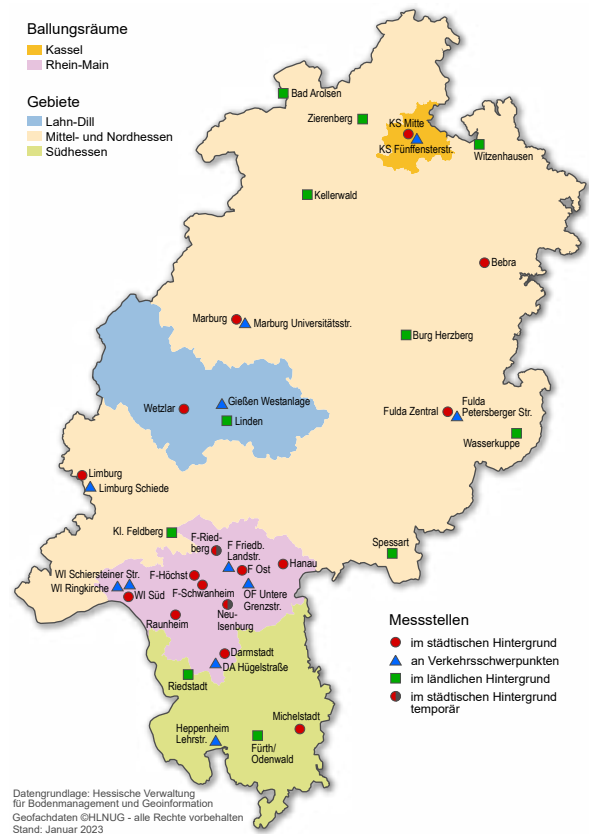 Ballungsräume
Kassel
Rhein-Main
Gebiete
Lahn-Dill
Mittel- und Nordhessen
Südhessen
Bad Arolsen
Zierenberg
KS Mitte
KS Fünffensterstr.
Witzenhausen
Kellerwald
Bebra
Marburg
Marburg Universitätsstr.
Burg Herzberg
Gießen Westanlage
Wetzlar
Linden
Fulda Zentral
Fulda
Petersberger Str.
Wasserkuppe
Limburg
Limburg Schiede
Kl. Feldberg
F-Ried-
berg
F Friedb.
Landstr.
Hanau
Spessart
WI Schiersteiner Str.
F-Höchst
F Ost
WI Ringkirche
WI Süd
F-Schwanheim
OF Untere
Grenzstr.
Raunheim
Neu-
Isenburg
Darmstadt
DA Hügelstraße
Riedstadt
Michelstadt
Heppenheim
Lehrstr.
Fürth/
Odenwald
Messstellen
im städtischen Hintergrund
an Verkehrsschwerpunkten
im ländlichen Hintergrund
im städtischen Hintergrund
temporär
Datengrundlage: Hessische Verwaltung
für Bodenmanagement und Geoinformation
Geofachdaten ©HLNUG - alle Rechte vorbehalten
Stand: Januar 2023